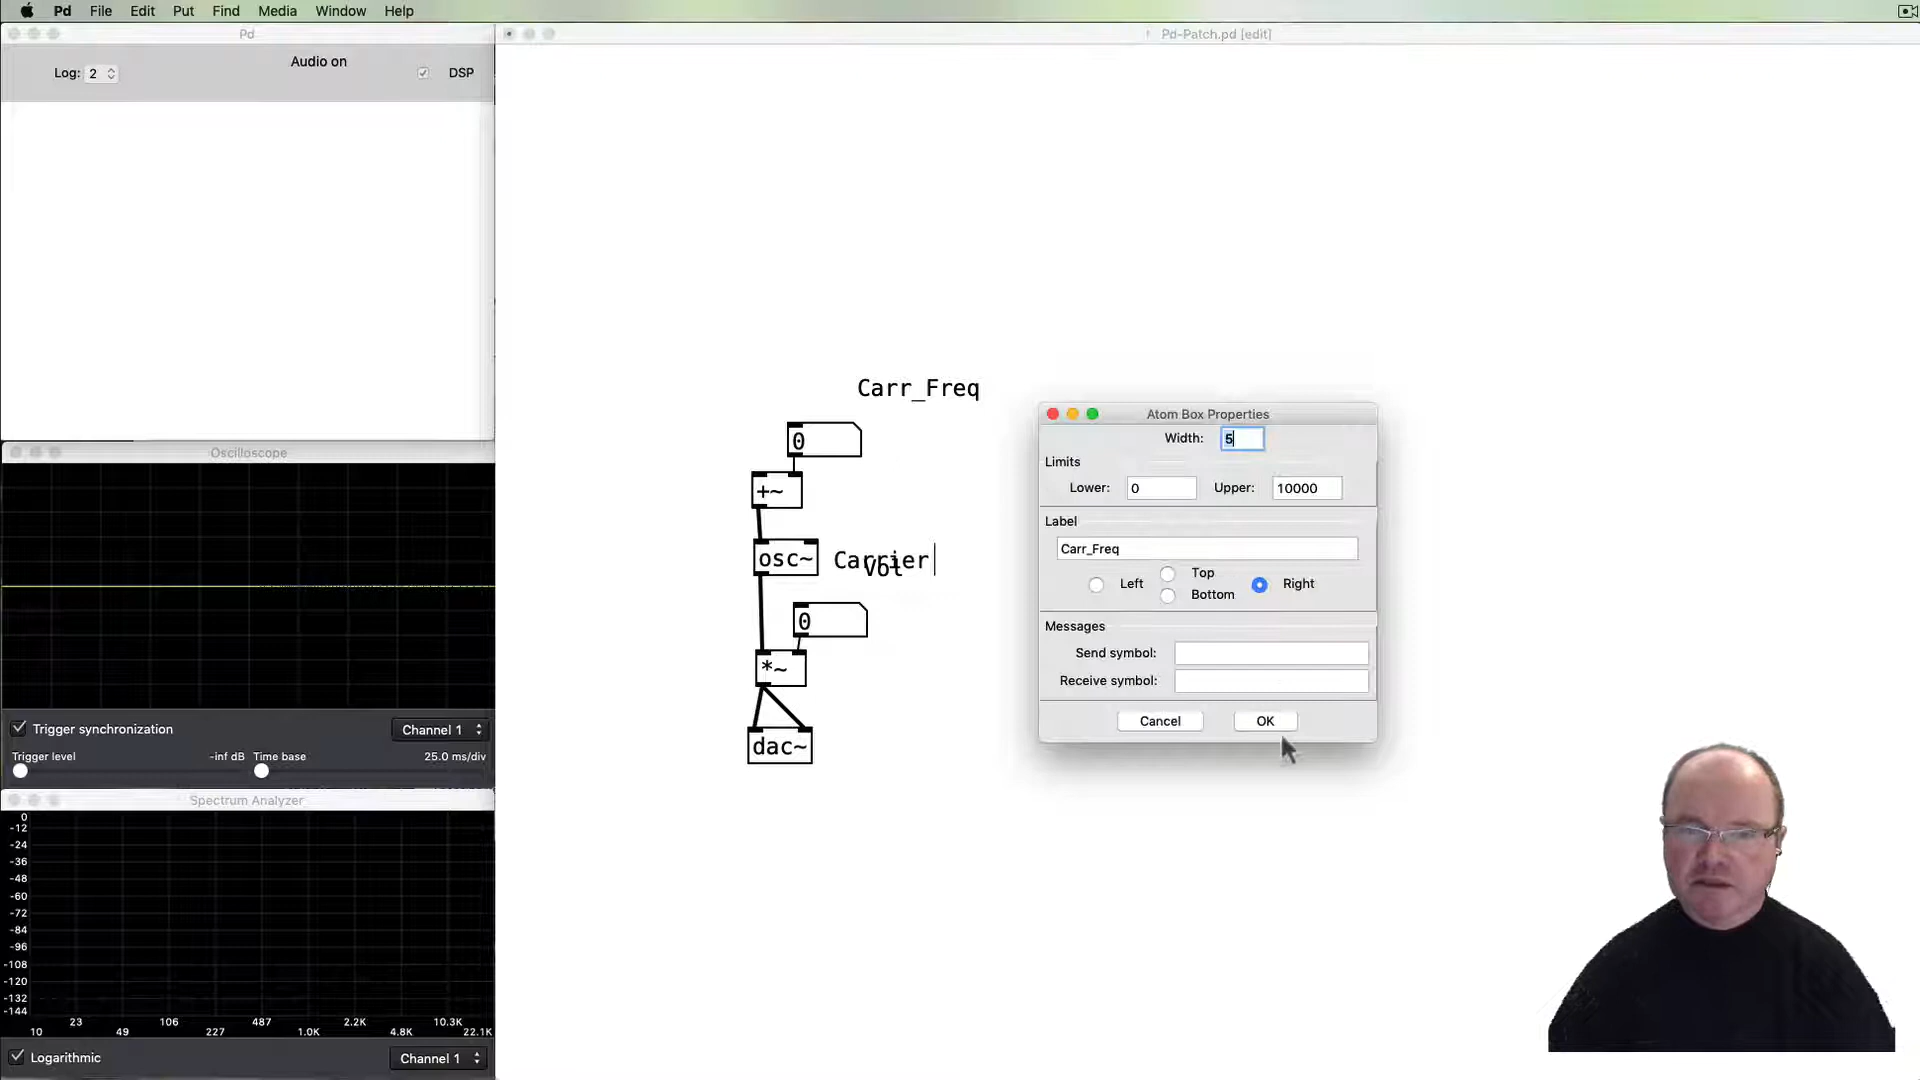 Pd File Edit Put Find Media Window Help
Pd
Audio on
Log: 2
DSP
Pd-Patch.pd [edit]
Carr_Freq
0
+~
osc~ Carrier
Vol
0
*~
dac~
Atom Box Properties
Width: 5
Limits
Lower: 0 Upper: 10000
Label
Carr_Freq
Left Top Bottom Right
Messages
Send symbol:
Receive symbol:
Cancel OK
Oscilloscope
Trigger synchronization Channel 1
Trigger level -inf dB Time base 25.0 ms/div
Spectrum Analyzer
0
-12
-24
-36
-48
-60
-72
-84
-96
-108
-120
-132
-144
23 106 487 2.2K 10.3K
10 49 227 1.0K 4.8K 22.1K
Logarithmic Channel 1